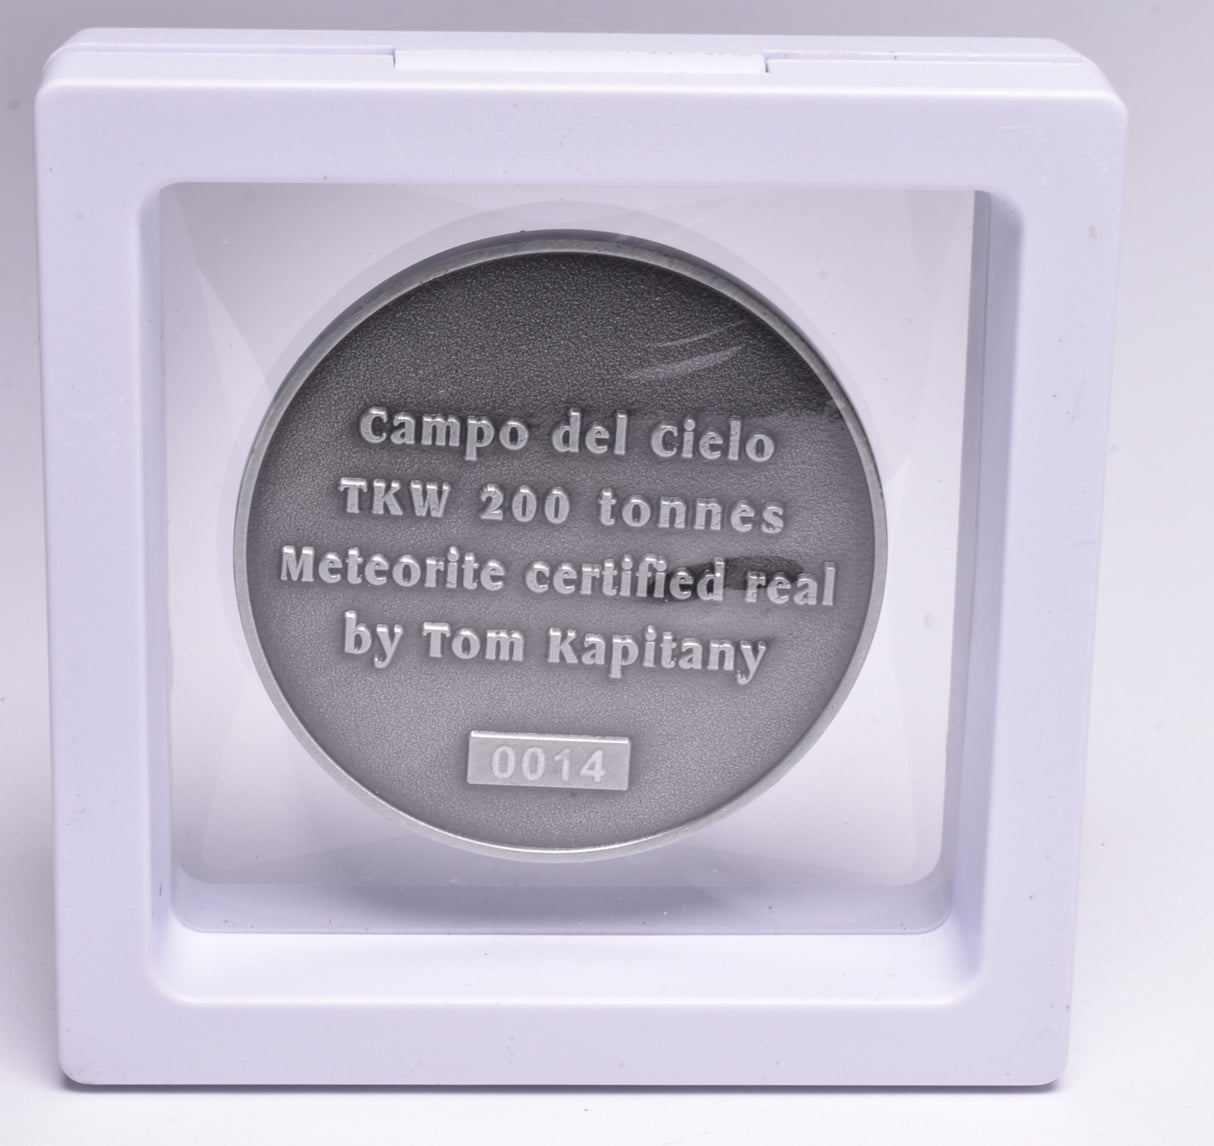 Campo del Cielo
TKW 200 tonnes
Meteorite certified real
by Tom Kapitany
0014